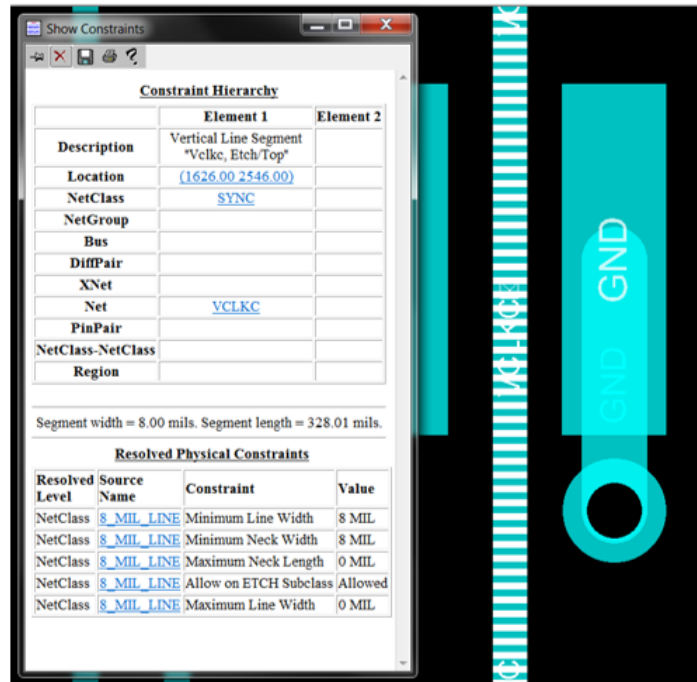 Show Constraints
Constraint Hierarchy
Element 1 Element 2
Description Vertical Line Segment
"Vclkc, Etch/Top"
Location (1626.00 2546.00)
NetClass SYNC
NetGroup
Bus
DiffPair
XNet
Net VCLKC
PinPair
NetClass-NetClass
Region
Segment width = 8.00 mils. Segment length = 328.01 mils.
Resolved Physical Constraints
Resolved Level Source Name Constraint Value
NetClass 8_MIL_LINE Minimum Line Width 8 MIL
NetClass 8_MIL_LINE Minimum Neck Width 8 MIL
NetClass 8_MIL_LINE Maximum Neck Length 0 MIL
NetClass 8_MIL_LINE Allow on ETCH Subclass Allowed
NetClass 8_MIL_LINE Maximum Line Width 0 MIL
VCLKC
GND
GND